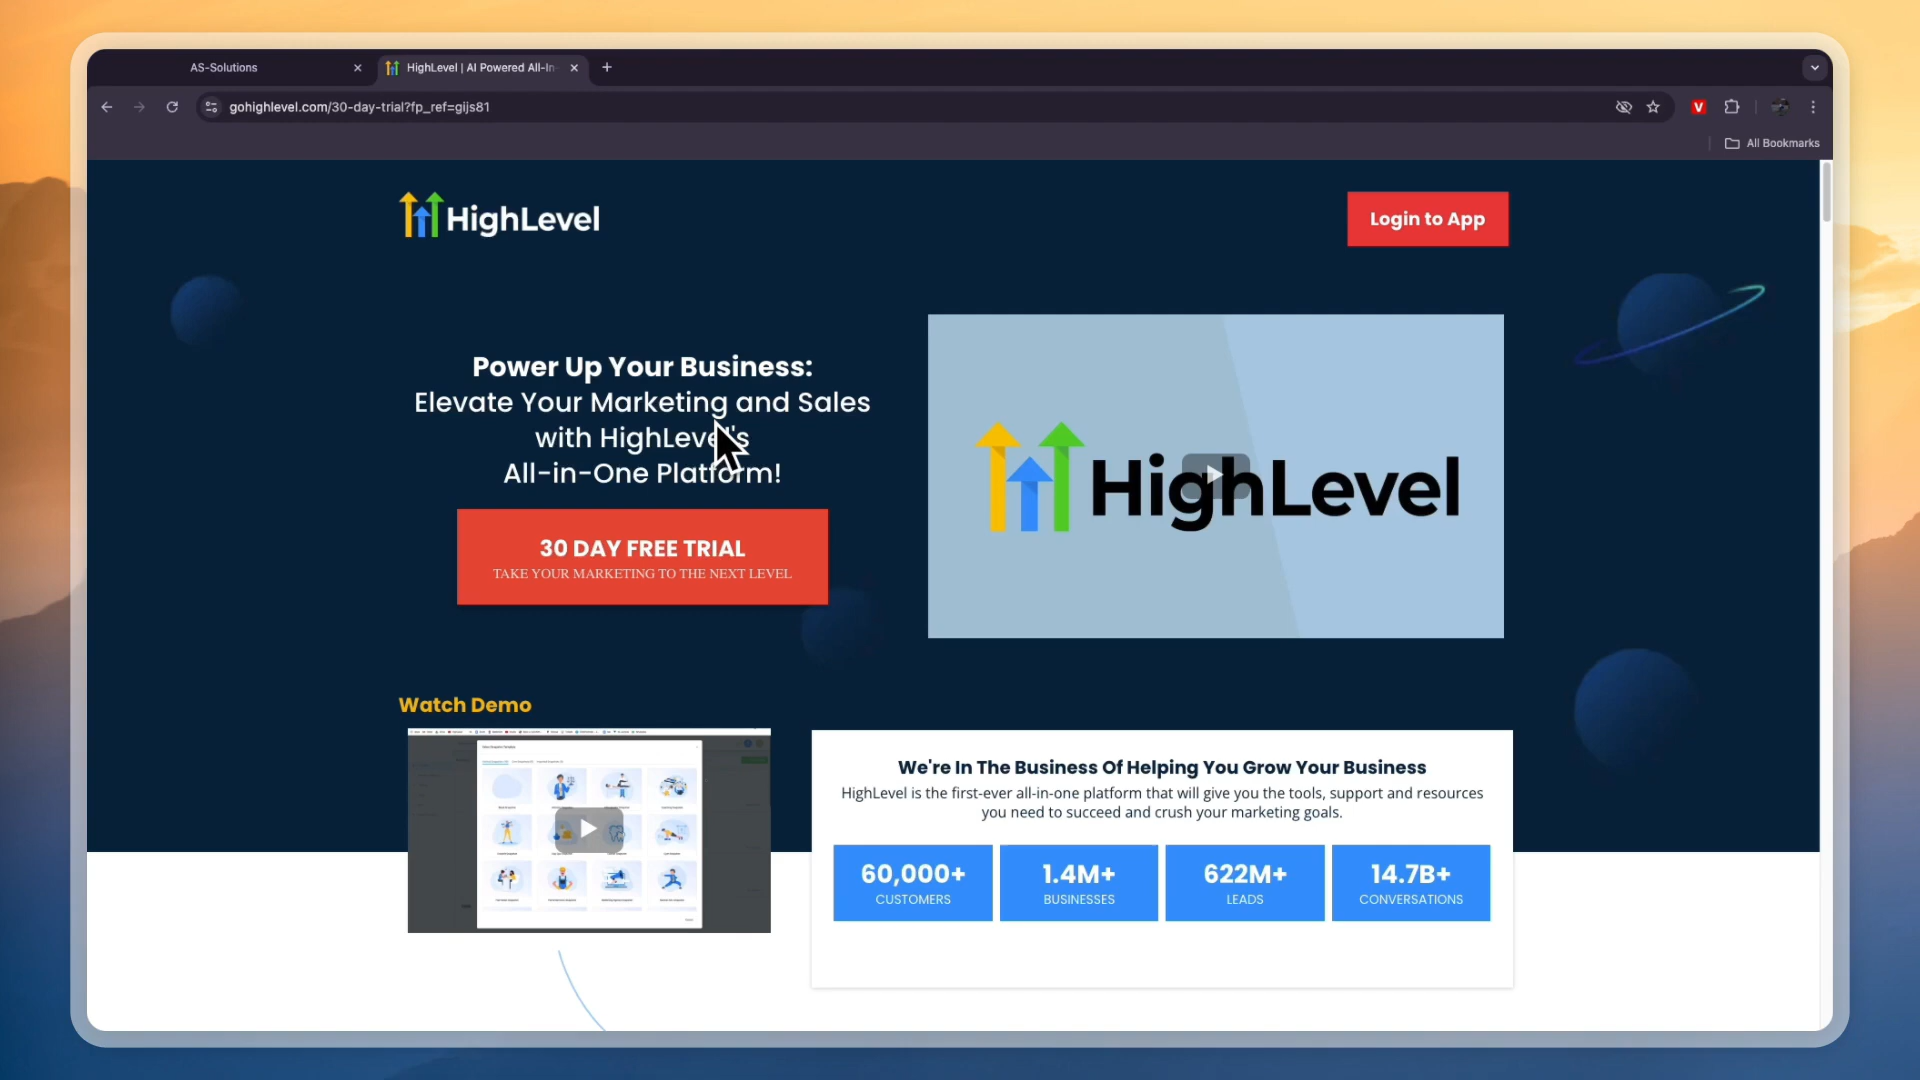 AS-Solutions
HighLevel | AI Powered All-In-
gohighlevel.com/30-day-trial?fp_ref=gijs81
V
All Bookmarks
HighLevel
Login to App
Power Up Your Business:
Elevate Your Marketing and Sales
with HighLevel's
All-in-One Platform!
30 DAY FREE TRIAL
TAKE YOUR MARKETING TO THE NEXT LEVEL
HighLevel
Watch Demo
We're In The Business Of Helping You Grow Your Business
HighLevel is the first-ever all-in-one platform that will give you the tools, support and resources
you need to succeed and crush your marketing goals.
60,000+
CUSTOMERS
1.4M+
BUSINESSES
622M+
LEADS
14.7B+
CONVERSATIONS